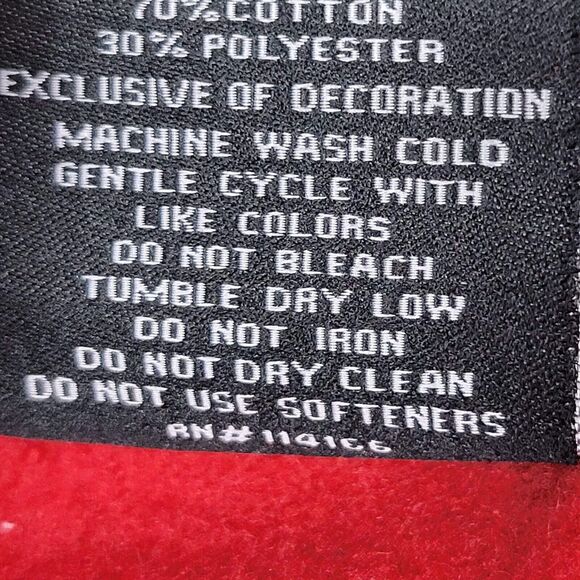 70% COTTON
30% POLYESTER
EXCLUSIVE OF DECORATION
MACHINE WASH COLD
GENTLE CYCLE WITH
LIKE COLORS
DO NOT BLEACH
TUMBLE DRY LOW
DO NOT IRON
DO NOT DRY CLEAN
DO NOT USE SOFTENERS
RN# 114166